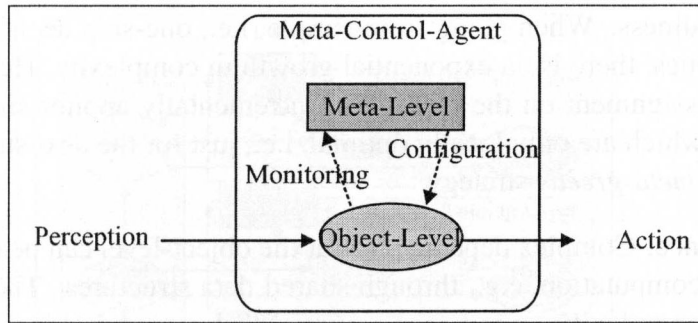 Meta-Control-Agent
Meta-Level
Configuration
Monitoring
Perception
Object-Level
Action